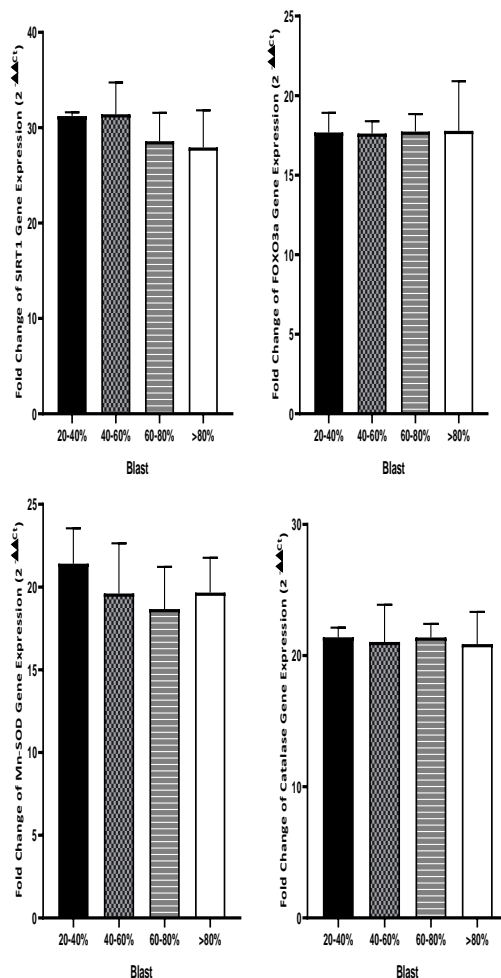 Fold Change of SIRT1 Gene Expression (2 -◆◆Ct)
40
30
20
10
0
20-40% 40-60% 60-80% >80%
Blast
Fold Change of FOXO3a Gene Expression (2 -◆◆Ct)
25
20
15
10
5
0
20-40% 40-60% 60-80% >80%
Blast
Fold Change of Mn-SOD Gene Expression (2 -◆◆Ct)
25
20
15
10
5
0
20-40% 40-60% 60-80% >80%
Blast
Fold Change of Catalase Gene Expression (2 -◆◆Ct)
30
20
10
0
20-40% 40-60% 60-80% >80%
Blast